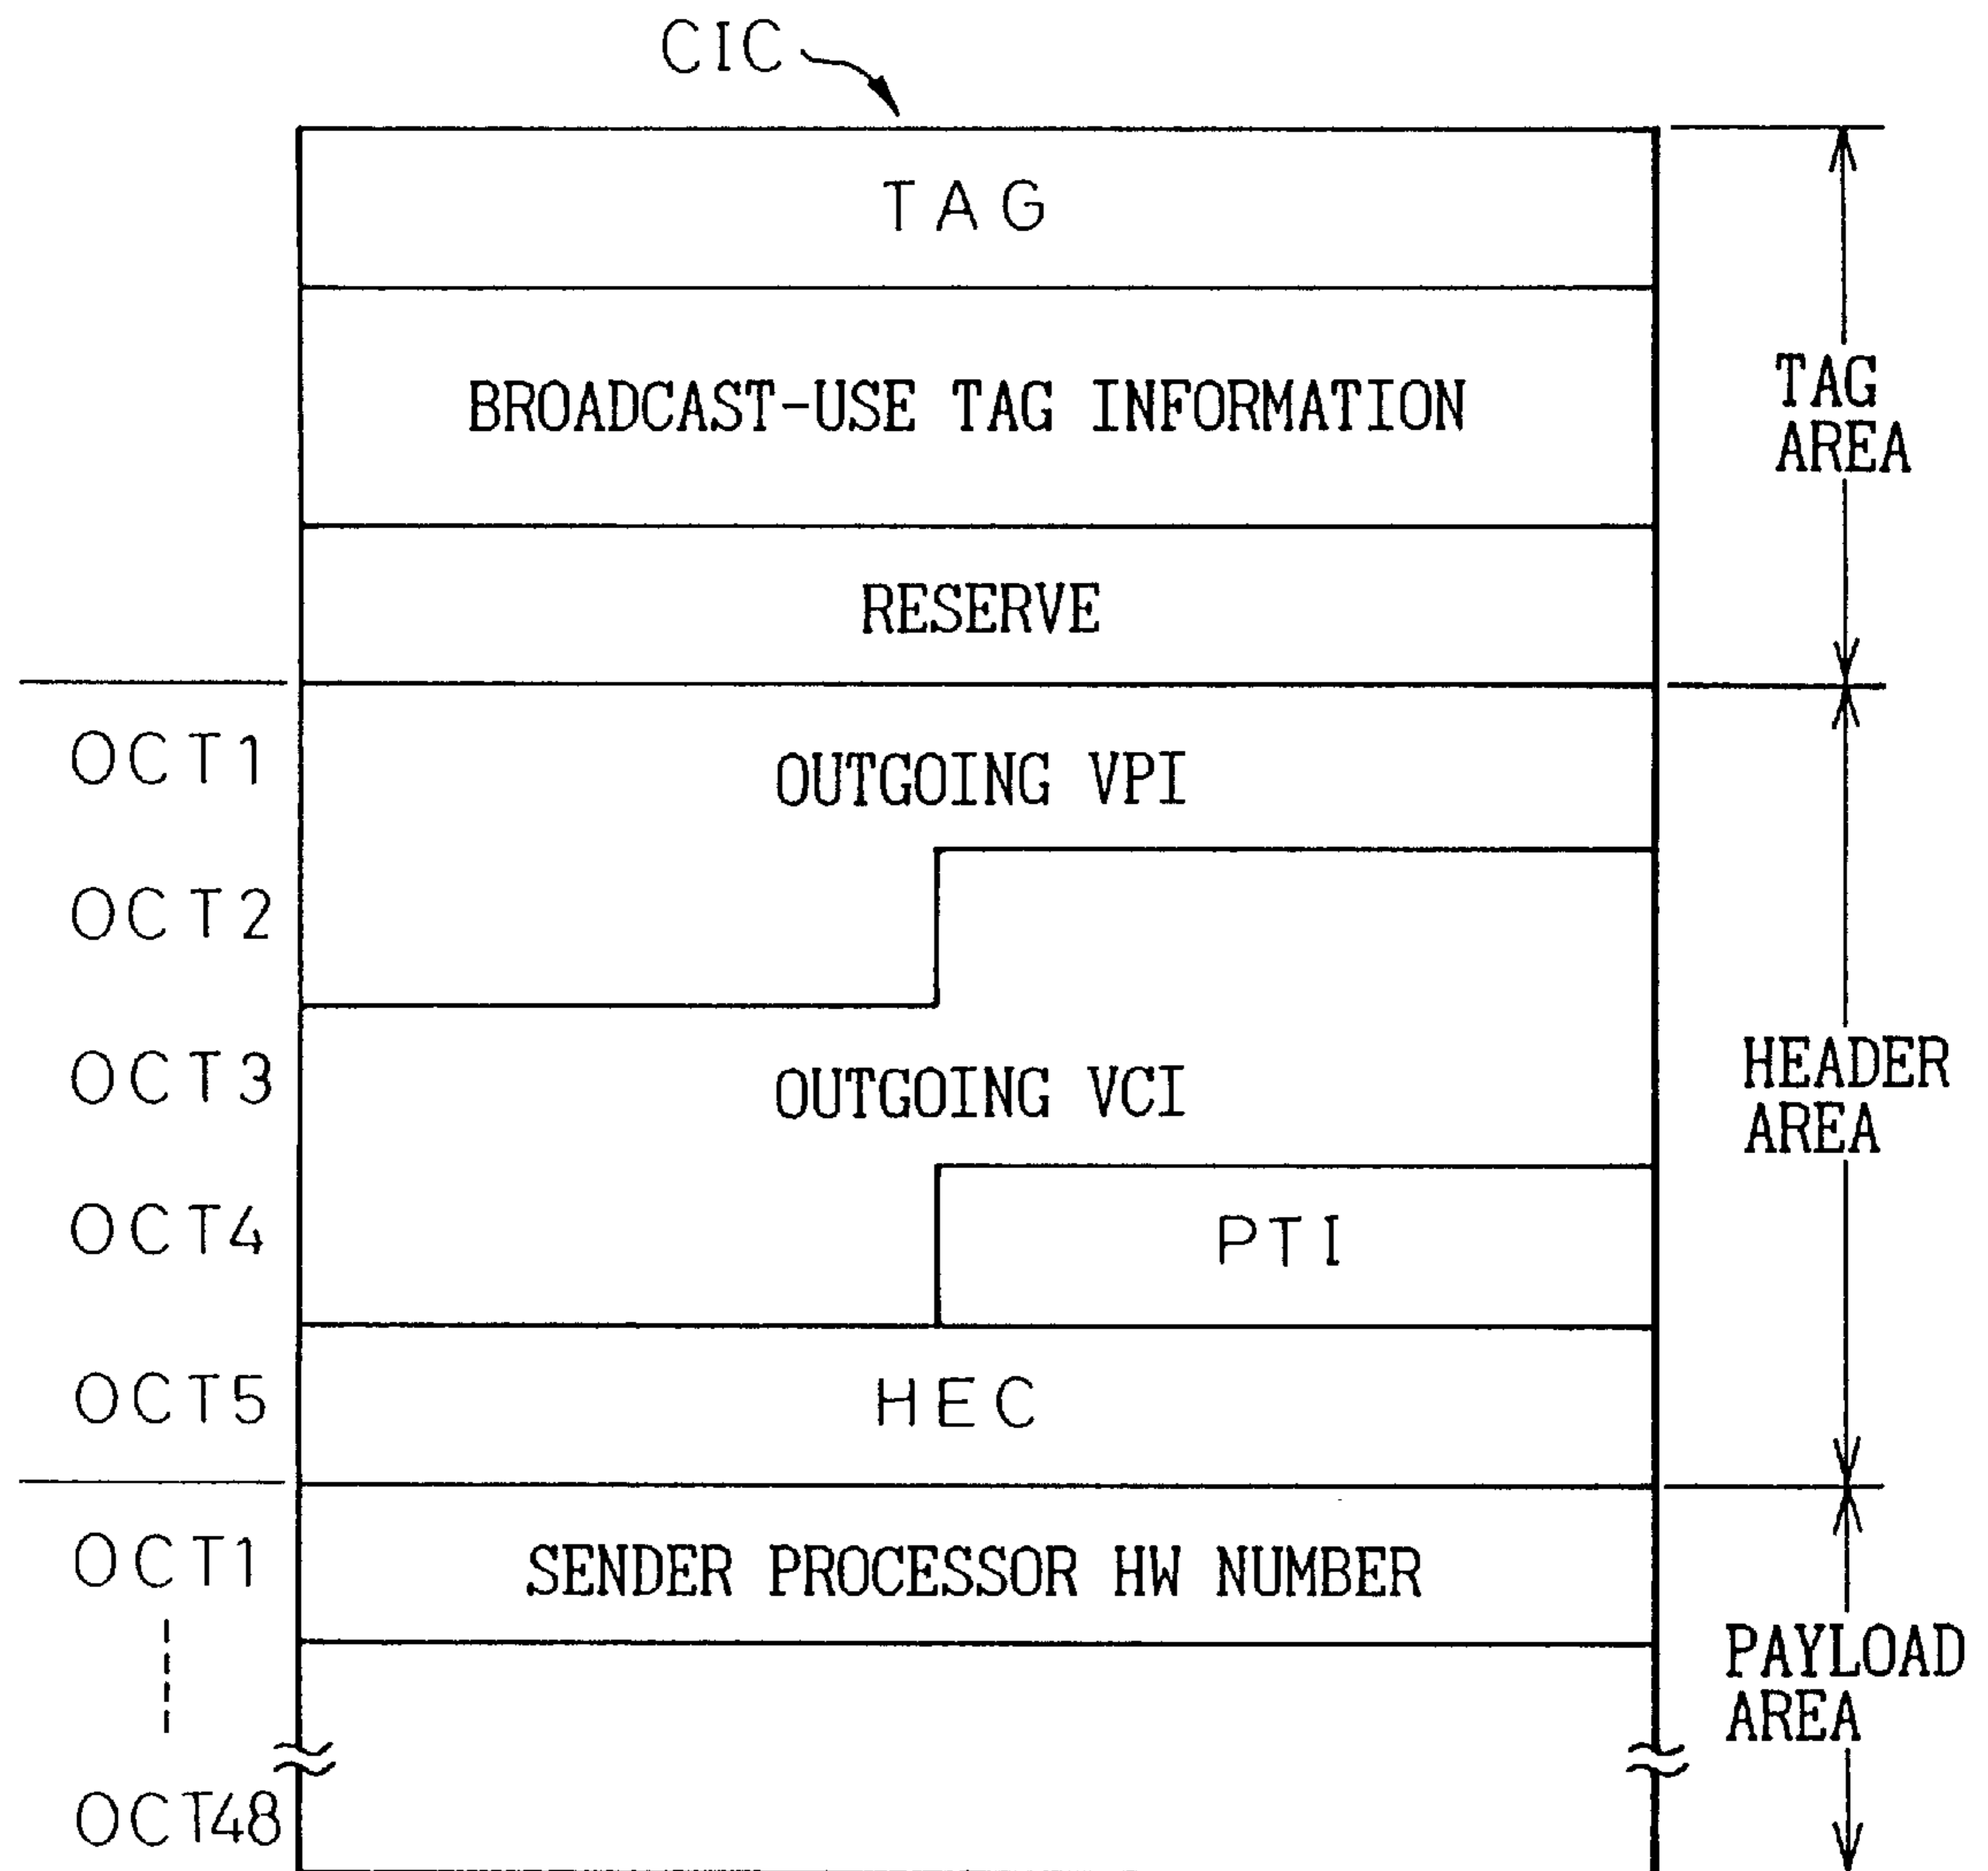 CIC
TAG
BROADCAST-USE TAG INFORMATION
TAG
AREA
RESERVE
OCT1
OUTGOING VPI
OCT2
OCT3
OUTGOING VCI
HEADER
AREA
OCT4
PTI
OCT5
HEC
OCT1
SENDER PROCESSOR HW NUMBER
PAYLOAD
AREA
OCT48